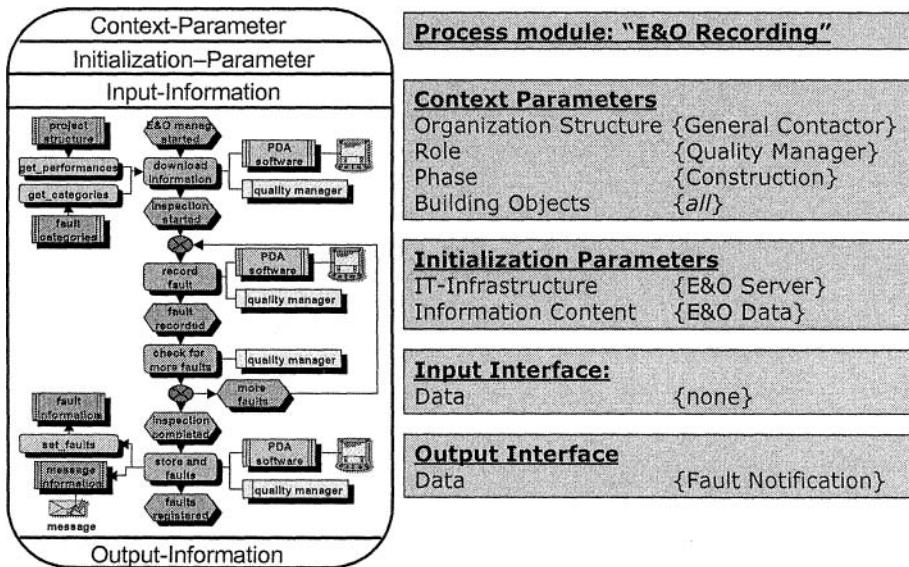 Context-Parameter
Initialization–Parameter
Input-Information
project
structure
E&O manag.
started
PDA
software
get_performances
download
information
get_categories
quality manager
inspection
started
fault
categories
PDA
software
record
fault
quality manager
fault
recorded
check for
more faults
quality manager
more
faults
fault
information
inspection
completed
set_faults
PDA
software
store and
faults
message
information
quality manager
faults
registered
message
Output-Information
Process module: “E&O Recording”
Context Parameters
Organization Structure {General Contactor}
Role {Quality Manager}
Phase {Construction}
Building Objects {all}
Initialization Parameters
IT-Infrastructure {E&O Server}
Information Content {E&O Data}
Input Interface:
Data {none}
Output Interface
Data {Fault Notification}